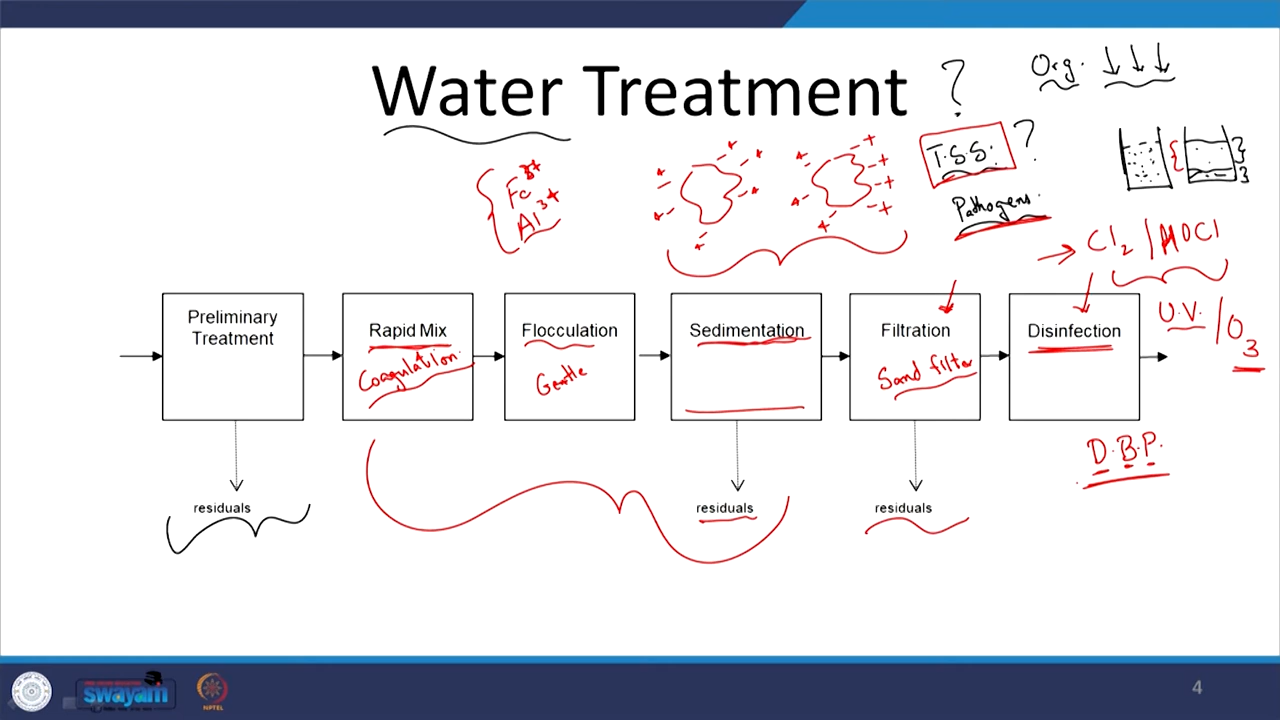 Water Treatment ?
Org. ↓ ↓ ↓
T.S.S. ?
Pathogens.
Fe3+
Al3+
→ Cl2 / HOCl
U.V. / O3
Preliminary
Treatment
Rapid Mix
Coagulation.
Flocculation
Gentle
Sedimentation
Filtration
Sand filter
Disinfection
D.B.P.
residuals
residuals
residuals
swayam
NPTEL
4